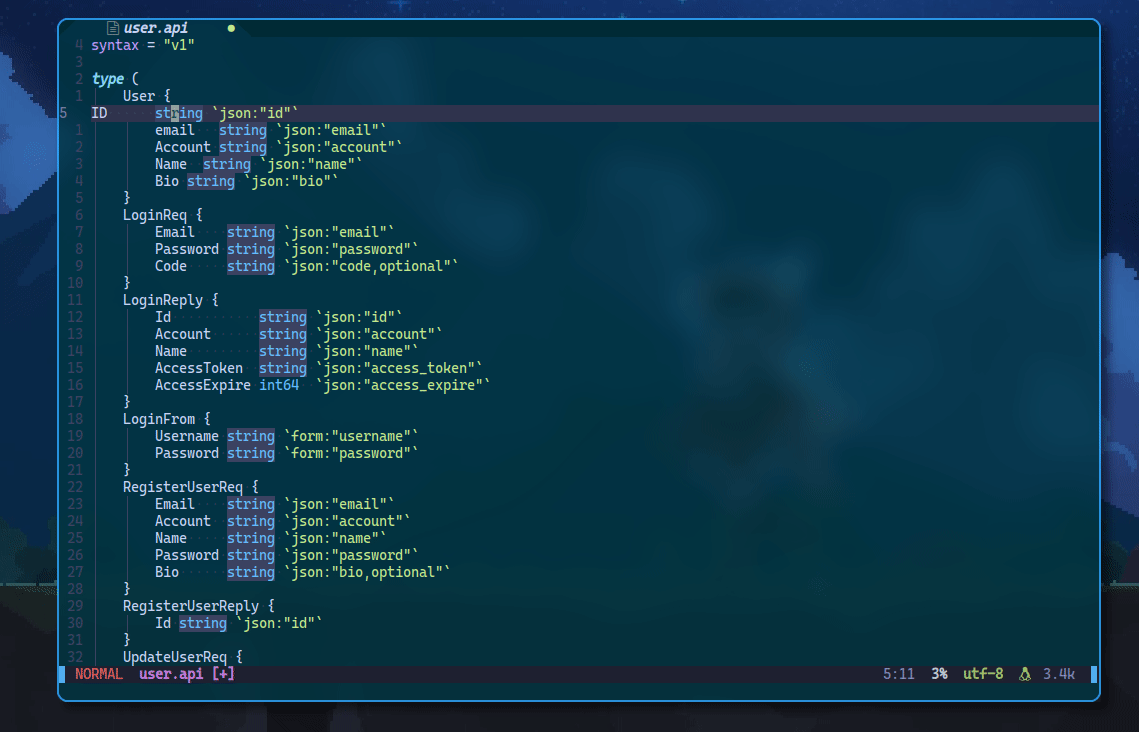 user.api ●
4 syntax = "v1"
3
2 type (
1     User {
5 ID      string `json:"id"`
1         email   string `json:"email"`
2         Account string `json:"account"`
3         Name  string `json:"name"`
4         Bio string `json:"bio"`
5     }
6     LoginReq {
7         Email    string `json:"email"`
8         Password string `json:"password"`
9         Code     string `json:"code,optional"`
10     }
11     LoginReply {
12         Id           string `json:"id"`
13         Account      string `json:"account"`
14         Name         string `json:"name"`
15         AccessToken  string `json:"access_token"`
16         AccessExpire int64  `json:"access_expire"`
17     }
18     LoginFrom {
19         Username string `form:"username"`
20         Password string `form:"password"`
21     }
22     RegisterUserReq {
23         Email    string `json:"email"`
24         Account  string `json:"account"`
25         Name     string `json:"name"`
26         Password string `json:"password"`
27         Bio      string `json:"bio,optional"`
28     }
29     RegisterUserReply {
30         Id string `json:"id"`
31     }
32     UpdateUserReq {
NORMAL user.api [+] 5:11 3% utf-8 3.4k